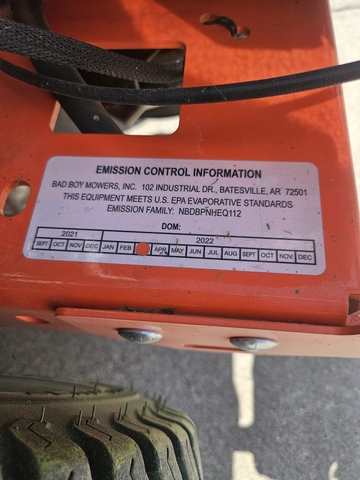 EMISSION CONTROL INFORMATION
BAD BOY MOWERS, INC. 102 INDUSTRIAL DR., BATESVILLE, AR 72501
THIS EQUIPMENT MEETS U.S. EPA EVAPORATIVE STANDARDS
EMISSION FAMILY: NBDBPNHEQ112
DOM:
2021 2022
SEPT OCT NOV DEC JAN FEB APR MAY JUN JUL AUG SEPT OCT NOV DEC